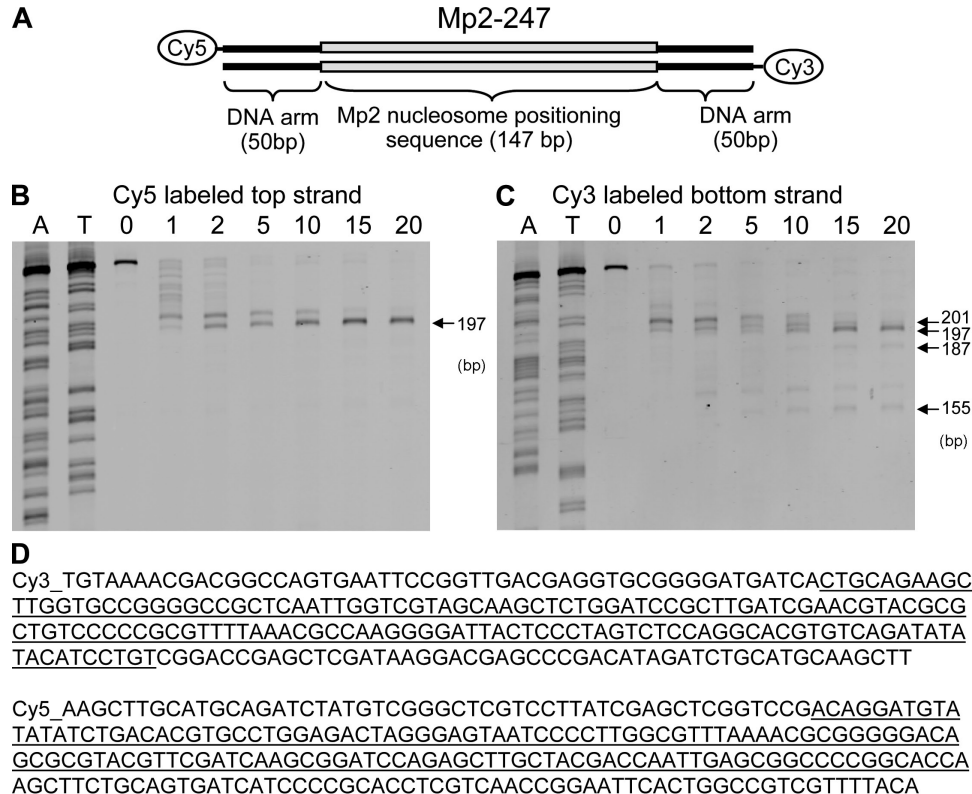 A
Mp2-247
Cy5
Cy3
DNA arm
(50bp)
Mp2 nucleosome positioning
sequence (147 bp)
DNA arm
(50bp)
B
Cy5 labeled top strand
A T 0 1 2 5 10 15 20
197
(bp)
C
Cy3 labeled bottom strand
A T 0 1 2 5 10 15 20
201
197
187
155
(bp)
D
Cy3_TGTAAAACGACGGCCAGTGAATTCCGGTTGACGAGGTGCGGGGATGATCACTGCAGAAGC
TTGGTGCCGGGGCCGCTCAATTGGTCGTAGCAAGCTCTGGATCCGCTTGATCGAACGTACGCG
CTGTCCCCCGCGTTTTAAACGCCAAGGGGATTACTCCCTAGTCTCCAGGCACGTGTCAGATATA
TACATCCTGTCGGACCGAGCTCGATAAGGACGAGCCCGACATAGATCTGCATGCAAGCTT
Cy5_AAGCTTGCATGCAGATCTATGTCGGGCTCGTCCTTATCGAGCTCGGTCCGACAGGATGTA
TATATCTGACACGTGCCTGGAGACTAGGGAGTAATCCCCTTGGCGTTTAAAACGCGGGGGACA
GCGCGTACGTTCGATCAAGCGGATCCAGAGCTTGCTACGACCAATTGAGCGGCCCCGGCACCA
AGCTTCTGCAGTGATCATCCCCGCACCTCGTCAACCGGAATTCACTGGCCGTCGTTTTACA